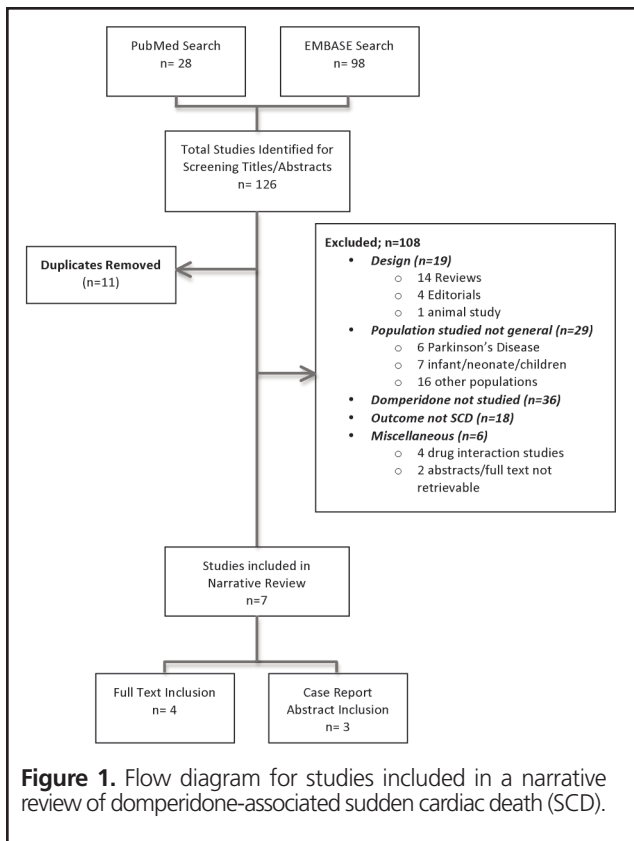 PubMed Search
n= 28
EMBASE Search
n= 98
Total Studies Identified for
Screening Titles/Abstracts
n= 126
Duplicates Removed
(n=11)
Excluded; n=108
• Design (n=19)
o 14 Reviews
o 4 Editorials
o 1 animal study
• Population studied not general (n=29)
o 6 Parkinson's Disease
o 7 infant/neonate/children
o 16 other populations
• Domperidone not studied (n=36)
• Outcome not SCD (n=18)
• Miscellaneous (n=6)
o 4 drug interaction studies
o 2 abstracts/full text not
retrievable
Studies included in
Narrative Review
n=7
Full Text Inclusion
n= 4
Case Report
Abstract Inclusion
n= 3
Figure 1. Flow diagram for studies included in a narrative
review of domperidone-associated sudden cardiac death (SCD).